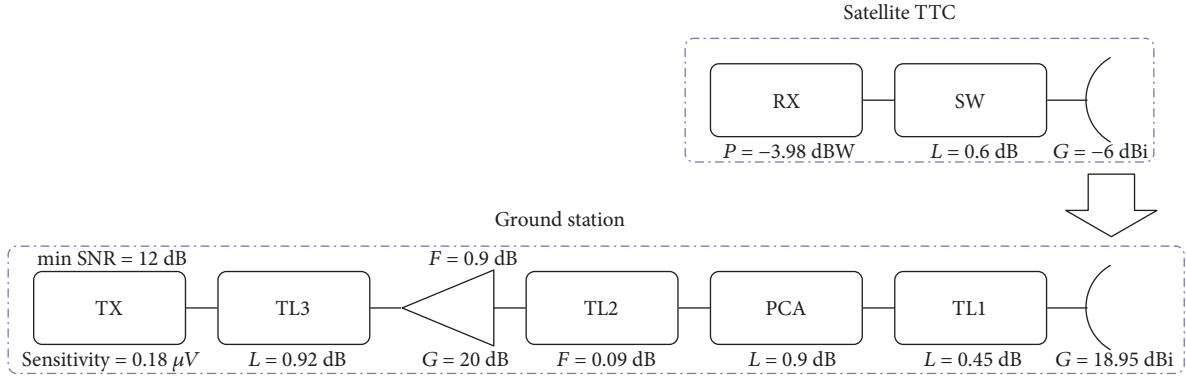 Satellite TTC
RX
SW
P = −3.98 dBW
L = 0.6 dB
G = −6 dBi
Ground station
min SNR = 12 dB
F = 0.9 dB
TX
TL3
TL2
PCA
TL1
Sensitivity = 0.18 μV
L = 0.92 dB
G = 20 dB
F = 0.09 dB
L = 0.9 dB
L = 0.45 dB
G = 18.95 dBi